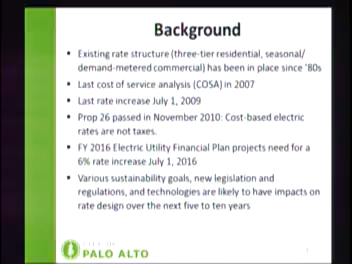 Background
• Existing rate structure (three-tier residential, seasonal/
demand-metered commercial) has been in place since '80s
• Last cost of service analysis (COSA) in 2007
• Last rate increase July 1, 2009
• Prop 26 passed in November 2010: Cost-based electric
rates are not taxes.
• FY 2016 Electric Utility Financial Plan projects need for a
6% rate increase July 1, 2016
• Various sustainability goals, new legislation and
regulations, and technologies are likely to have impacts on
rate design over the next five to ten years
CITY OF
PALO ALTO